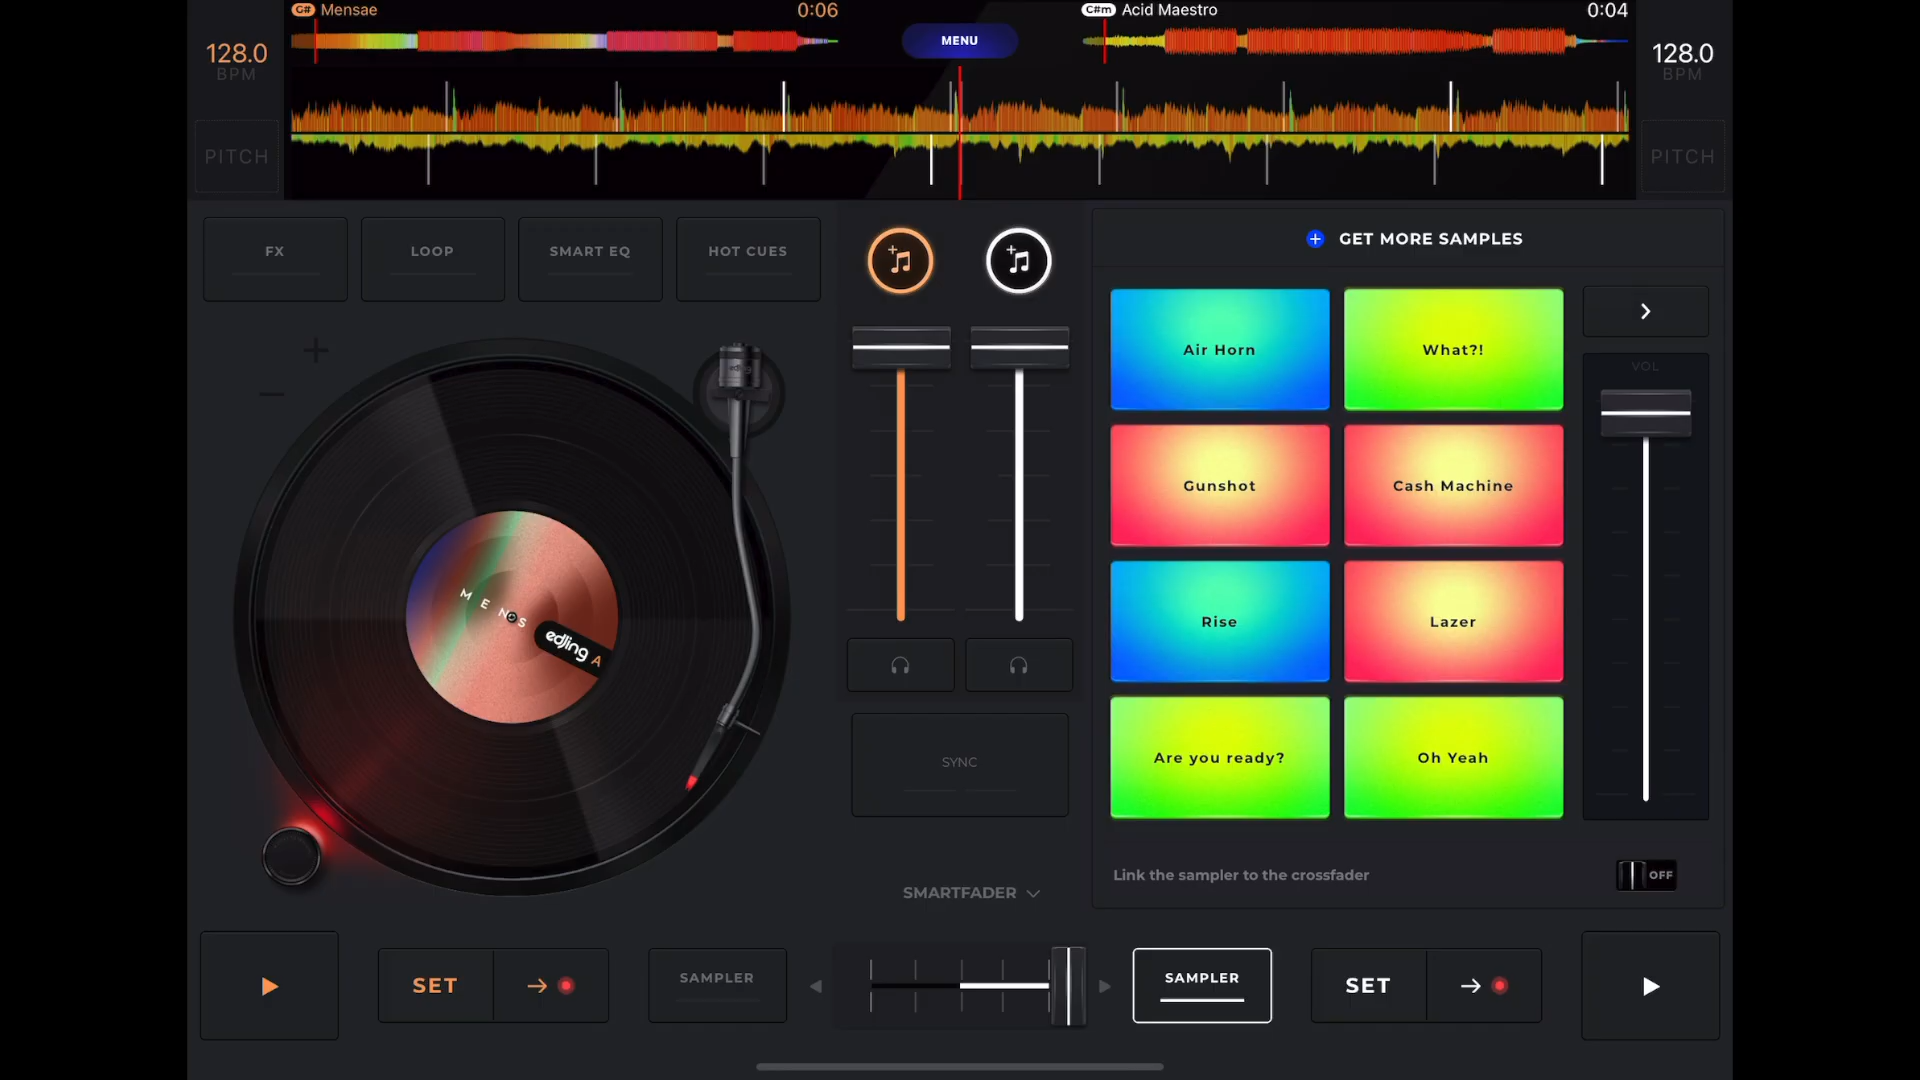 C# Mensae 0:06
MENU
C#m Acid Maestro 0:04
128.0
BPM
128.0
BPM
PITCH
PITCH
FX
LOOP
SMART EQ
HOT CUES
GET MORE SAMPLES
Air Horn
What?!
VOL
Gunshot
Cash Machine
Rise
Lazer
MENS
edjing A
Are you ready?
Oh Yeah
SYNC
SMARTFADER
Link the sampler to the crossfader
OFF
SET
SAMPLER
SAMPLER
SET